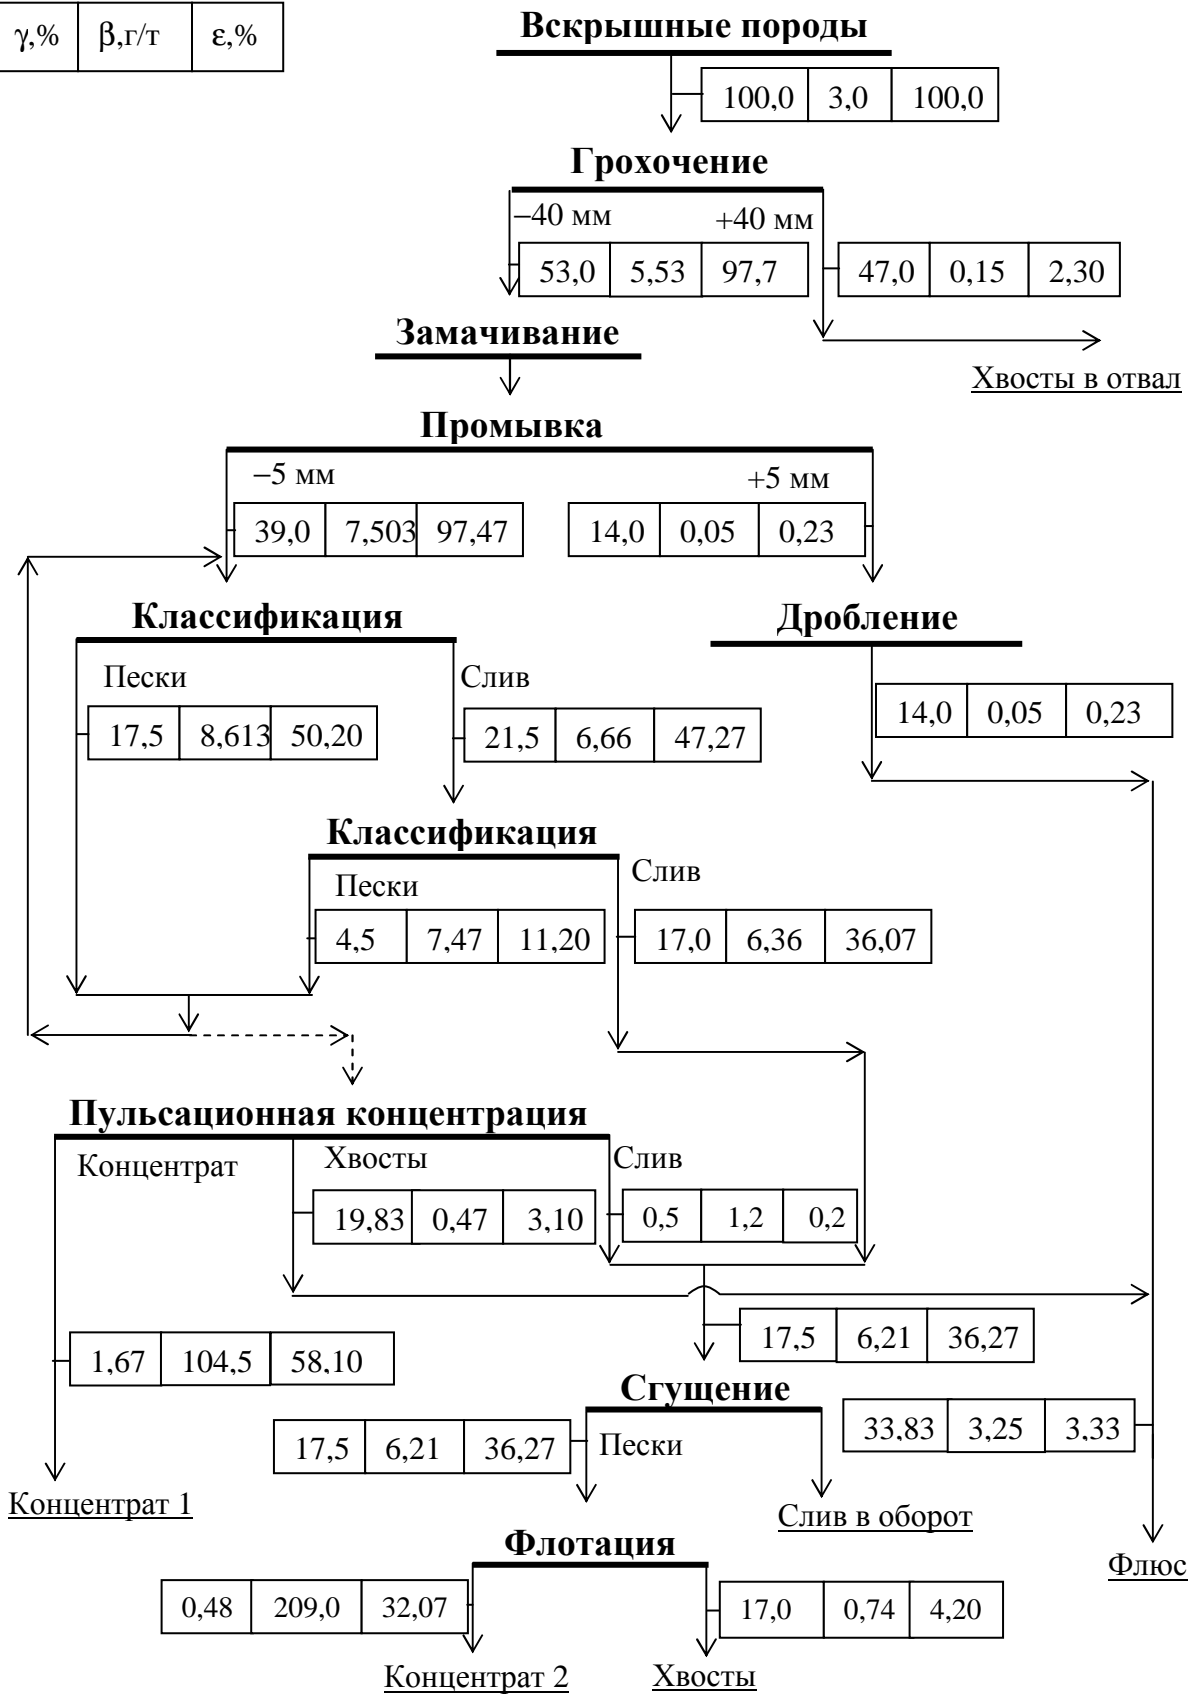 γ,% β,г/т ε,%
Вскрышные породы
100,0 3,0 100,0
Грохочение
–40 мм +40 мм
53,0 5,53 97,7 47,0 0,15 2,30
Замачивание
Хвосты в отвал
Промывка
–5 мм +5 мм
39,0 7,503 97,47 14,0 0,05 0,23
Классификация Дробление
Пески Слив
17,5 8,613 50,20 21,5 6,66 47,27 14,0 0,05 0,23
Классификация
Пески Слив
4,5 7,47 11,20 17,0 6,36 36,07
Пульсационная концентрация
Концентрат Хвосты Слив
19,83 0,47 3,10 0,5 1,2 0,2
17,5 6,21 36,27
1,67 104,5 58,10
Сгущение
33,83 3,25 3,33
17,5 6,21 36,27 Пески
Концентрат 1
Слив в оборот
Флотация
Флюс
0,48 209,0 32,07 17,0 0,74 4,20
Концентрат 2 Хвосты